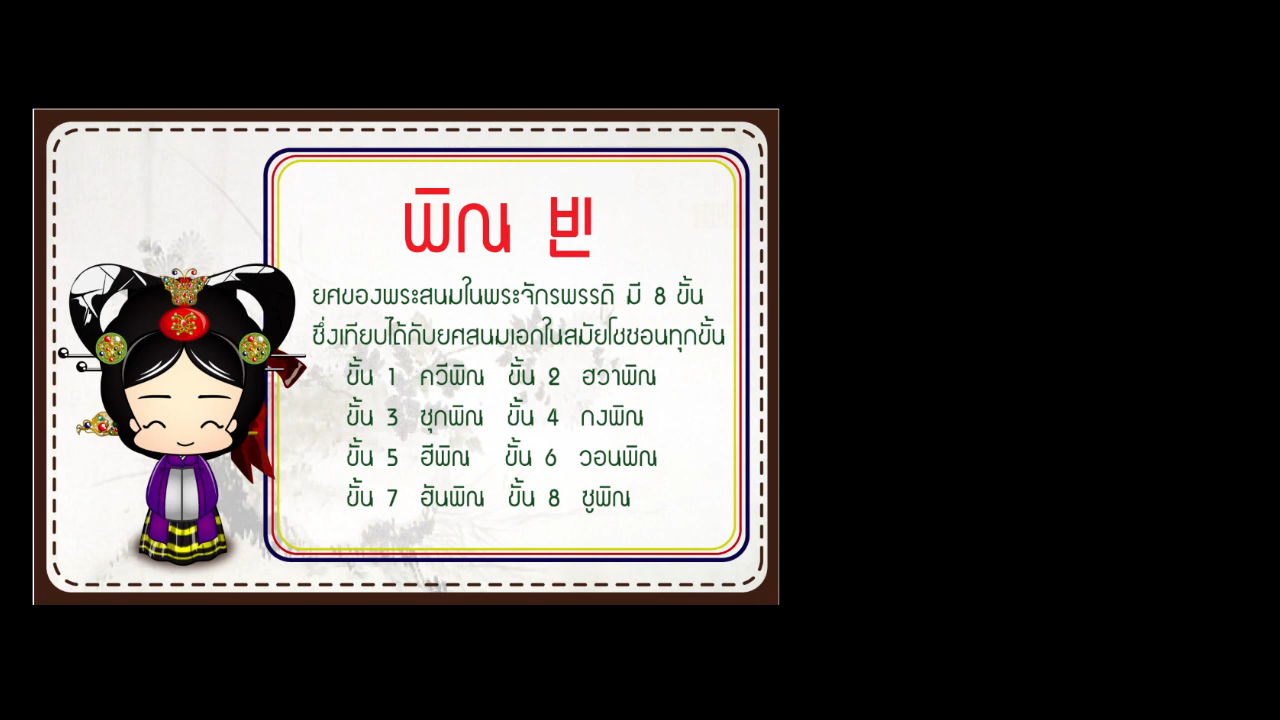 พิณ 빈
ยศของพระสนมในพระจักรพรรดิ มี 8 ขั้น
ซึ่งเทียบได้กับยศสนมเอกในสมัยโชซอนทุกขั้น
ขั้น 1 ควีพิณ ขั้น 2 ฮวาพิณ
ขั้น 3 ชุกพิณ ขั้น 4 กงพิณ
ขั้น 5 ฮีพิณ ขั้น 6 วอนพิณ
ขั้น 7 ฮันพิณ ขั้น 8 ชูพิณ